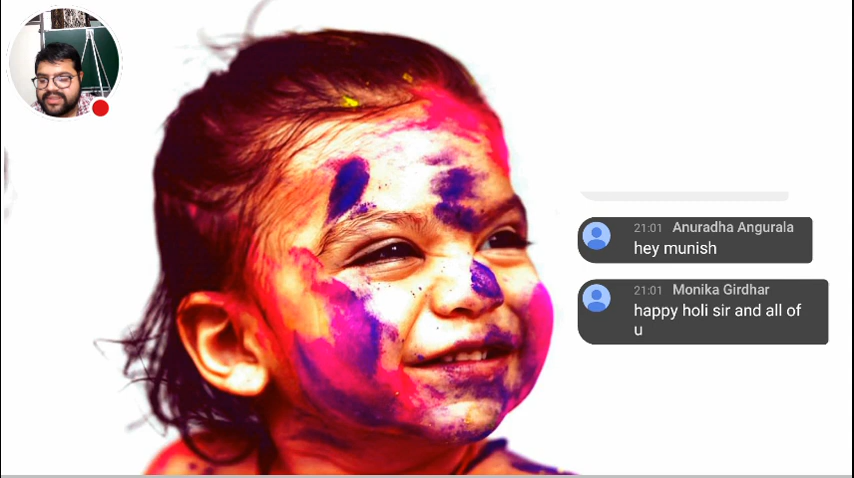 21:01 Anuradha Angurala
hey munish
21:01 Monika Girdhar
happy holi sir and all of
u